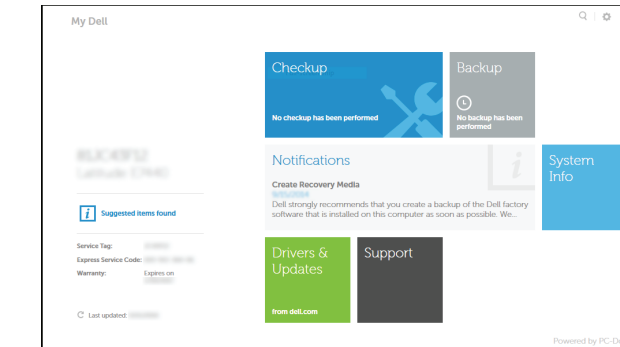 My Dell
Suggested items found
Service Tag:
Express Service Code:
Warranty: Expires on
Last updated:
Checkup
No checkup has been performed
Backup
No backup has been
performed
Notifications
Create Recovery Media
Dell strongly recommends that you create a backup of the Dell factory
software that is installed on this computer as soon as possible. We...
System
Info
Drivers &
Updates
from dell.com
Support
Powered by PC-Do